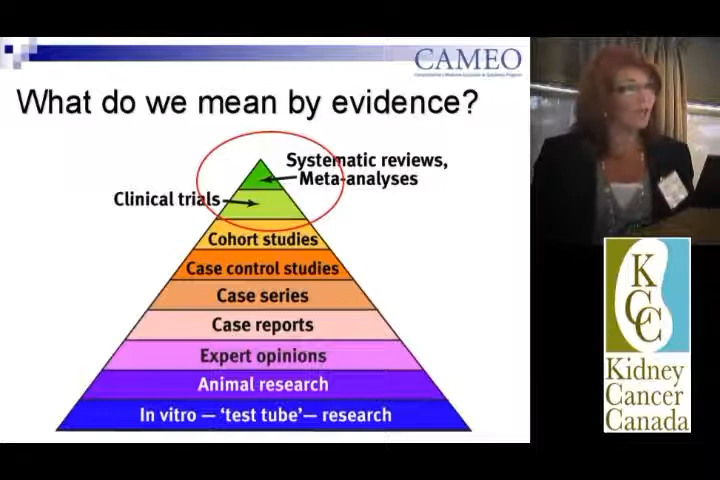 CAMEO
What do we mean by evidence?
Systematic reviews,
Meta-analyses
Clinical trials
Cohort studies
Case control studies
Case series
Case reports
Expert opinions
Animal research
In vitro — ‘test tube’— research
K
C
C
Kidney
Cancer
Canada